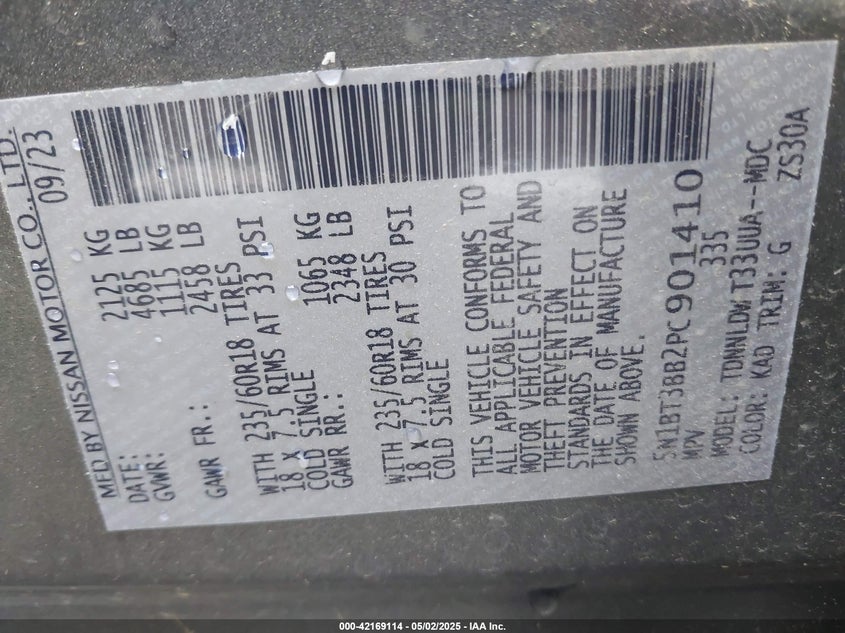 MFD BY NISSAN MOTOR CO., LTD.
DATE: 09/23
GVWR: 2125 KG
4685 LB
GAWR FR.: 1115 KG
2458 LB
WITH 235/60R18 TIRES
18 X 7.5 RIMS AT 33 PSI
COLD SINGLE
GAWR RR.: 1065 KG
2348 LB
WITH 235/60R18 TIRES
18 X 7.5 RIMS AT 30 PSI
COLD SINGLE
THIS VEHICLE CONFORMS TO
ALL APPLICABLE FEDERAL
MOTOR VEHICLE SAFETY AND
THEFT PREVENTION
STANDARDS IN EFFECT ON
THE DATE OF MANUFACTURE
SHOWN ABOVE.
5N1BT3BB2PC901410
MPV 335
MODEL: TDNNLDW T33UUA--MDC
COLOR: KAD TRIM: G ZS30A
000-42169114 - 05/02/2025 - IAA Inc.